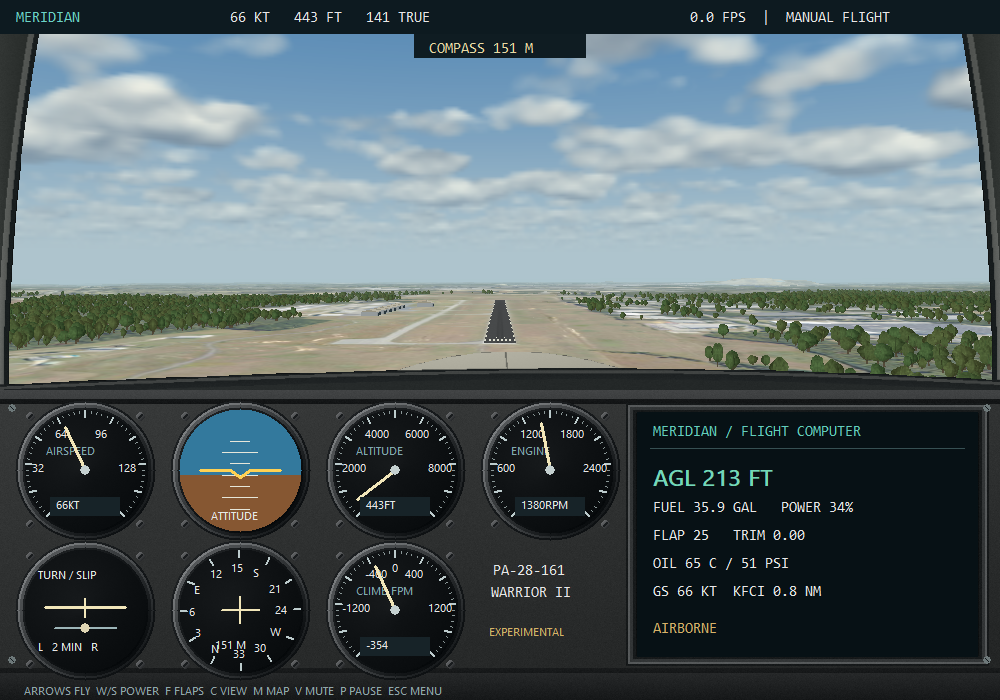 MERIDIAN 66 KT 443 FT 141 TRUE 0.0 FPS | MANUAL FLIGHT
COMPASS 151 M
32 64 96 128
AIRSPEED
66KT
ATTITUDE
2000 4000 6000 8000
ALTITUDE
443FT
600 1200 1800 2400
ENGINE
1380RPM
MERIDIAN / FLIGHT COMPUTER
AGL 213 FT
FUEL 35.9 GAL POWER 34%
FLAP 25 TRIM 0.00
OIL 65 C / 51 PSI
GS 66 KT KFCI 0.8 NM
AIRBORNE
TURN / SLIP
L 2 MIN R
N 3 6 E 12 15 S 21 24 W 30 33
151 M
-1200 -400 0 400 1200
CLIMB FPM
-354
PA-28-161
WARRIOR II
EXPERIMENTAL
ARROWS FLY W/S POWER F FLAPS C VIEW M MAP V MUTE P PAUSE ESC MENU